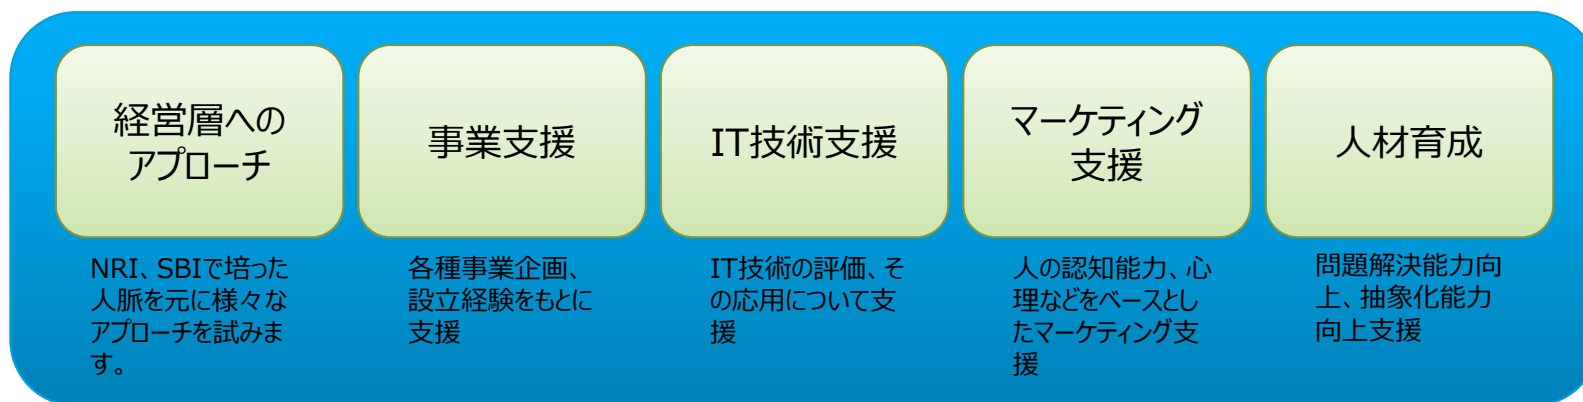 経営層への
アプローチ
NRI、SBIで培った
人脈を元に様々な
アプローチを試みま
す。
事業支援
各種事業企画、
設立経験をもとに
支援
IT技術支援
IT技術の評価、そ
の応用について支
援
マーケティング
支援
人の認知能力、心
理などをベースとし
たマーケティング支
援
人材育成
問題解決能力向
上、抽象化能力
向上支援